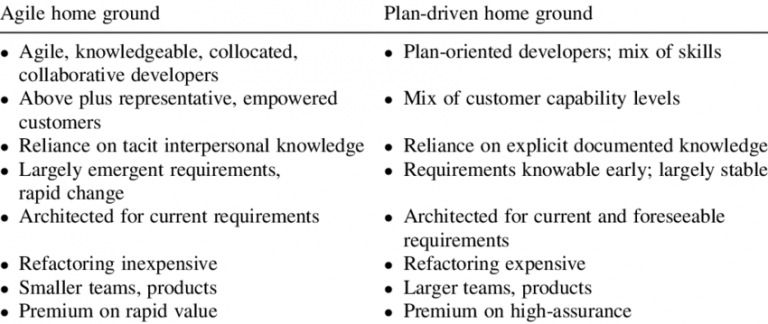 Agile home ground Plan-driven home ground
• Agile, knowledgeable, collocated, • Plan-oriented developers; mix of skills
collaborative developers
• Above plus representative, empowered • Mix of customer capability levels
customers
• Reliance on tacit interpersonal knowledge • Reliance on explicit documented knowledge
• Largely emergent requirements, • Requirements knowable early; largely stable
rapid change
• Architected for current requirements • Architected for current and foreseeable
requirements
• Refactoring inexpensive • Refactoring expensive
• Smaller teams, products • Larger teams, products
• Premium on rapid value • Premium on high-assurance